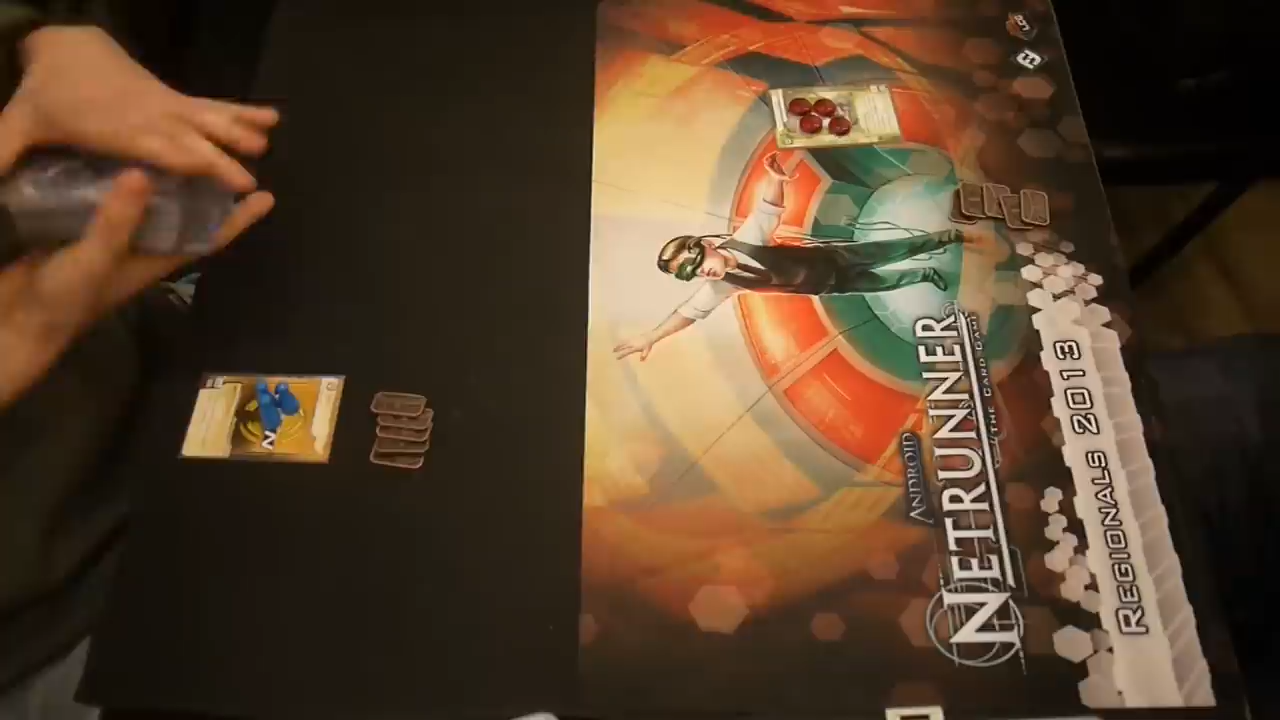 ANDROID
NETRUNNER
THE CARD GAME
REGIONALS 2013